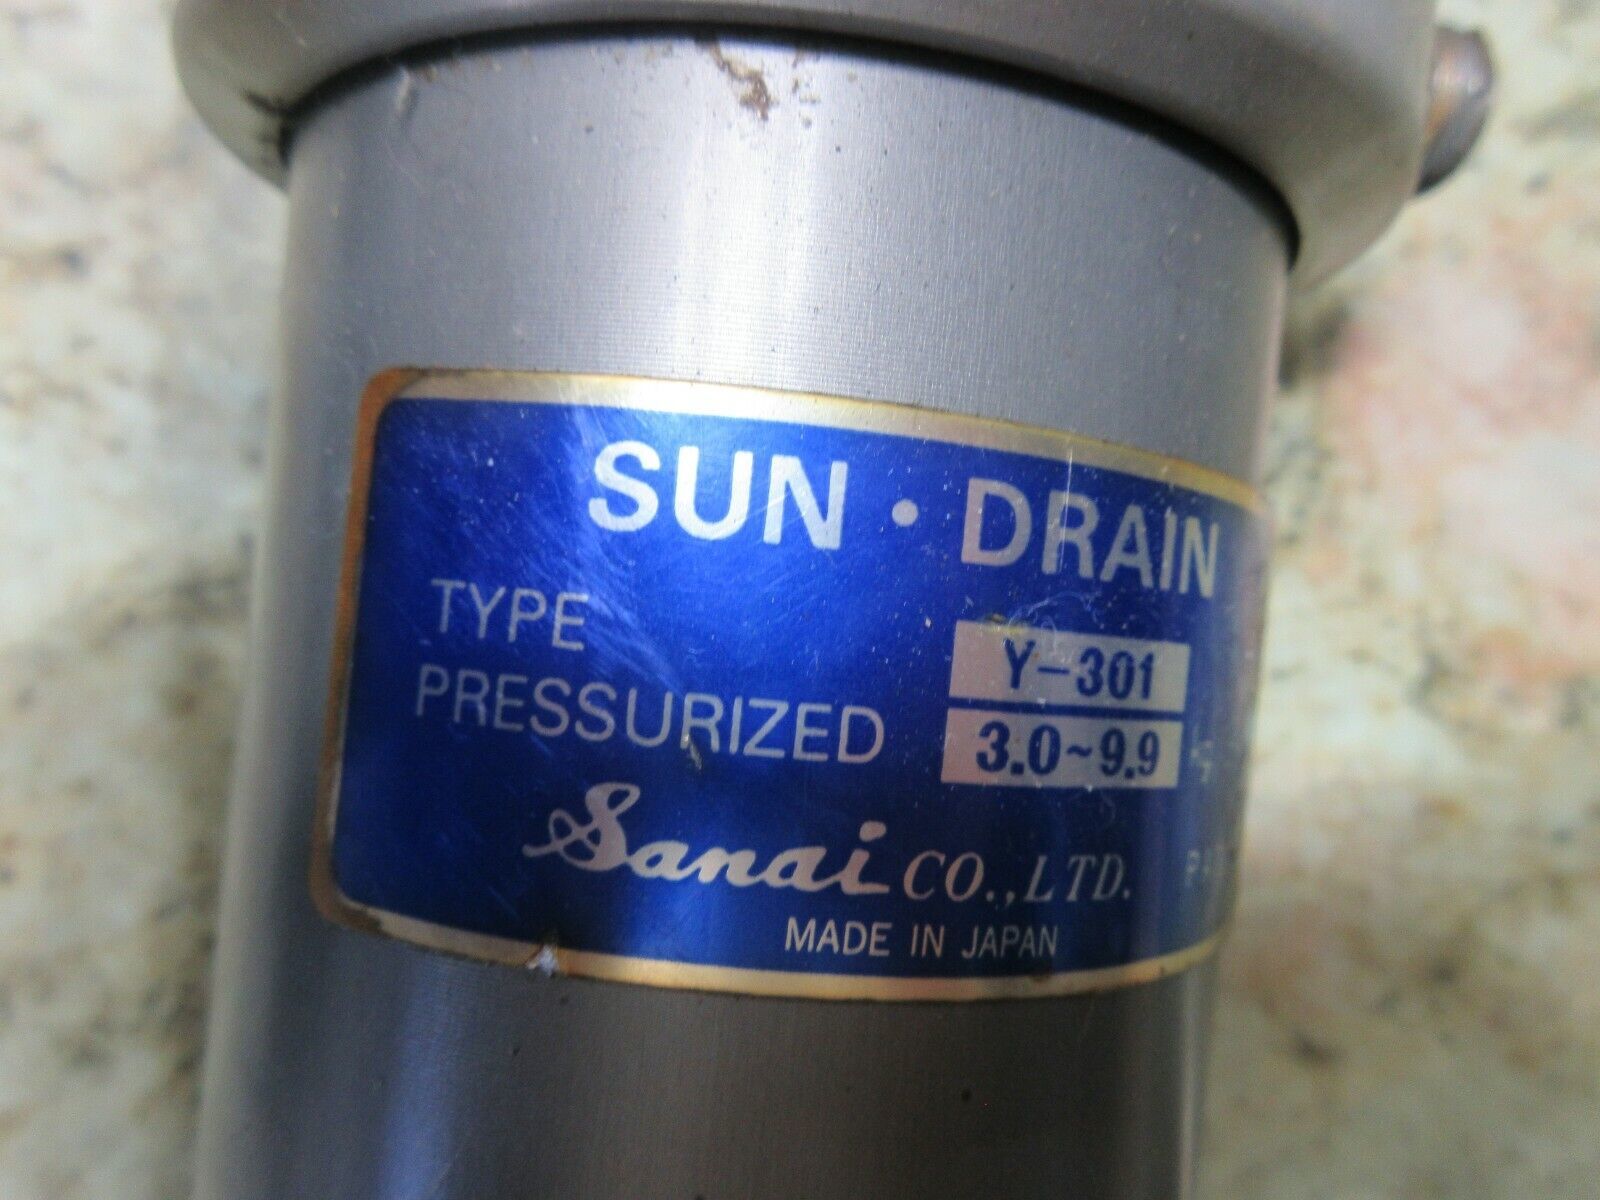 SUN · DRAIN
TYPE Y-301
PRESSURIZED 3.0~9.9
Sanai CO., LTD.
MADE IN JAPAN